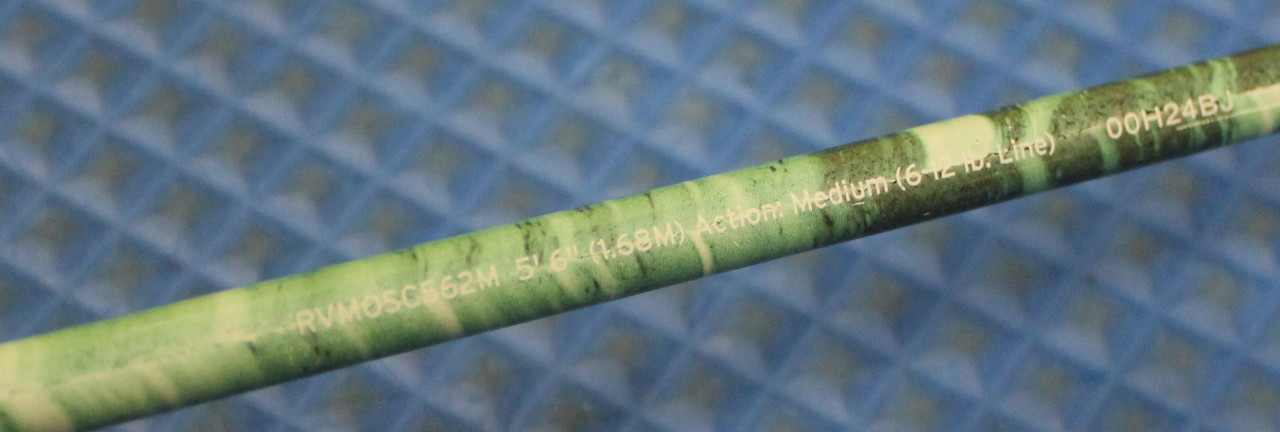 RVMOSC562M 5' 6" (1.68M) Action: Medium (6-12 lb. Line) 00H24BJ